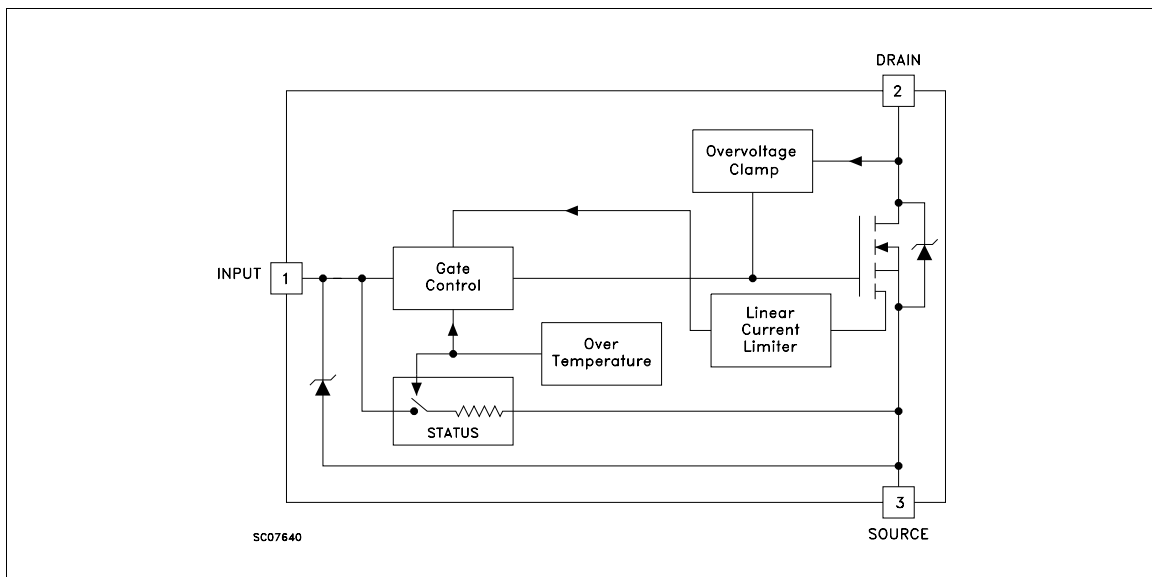 DRAIN
2
Overvoltage
Clamp
INPUT
1
Gate
Control
Linear
Current
Limiter
Over
Temperature
STATUS
3
SOURCE
SC07640